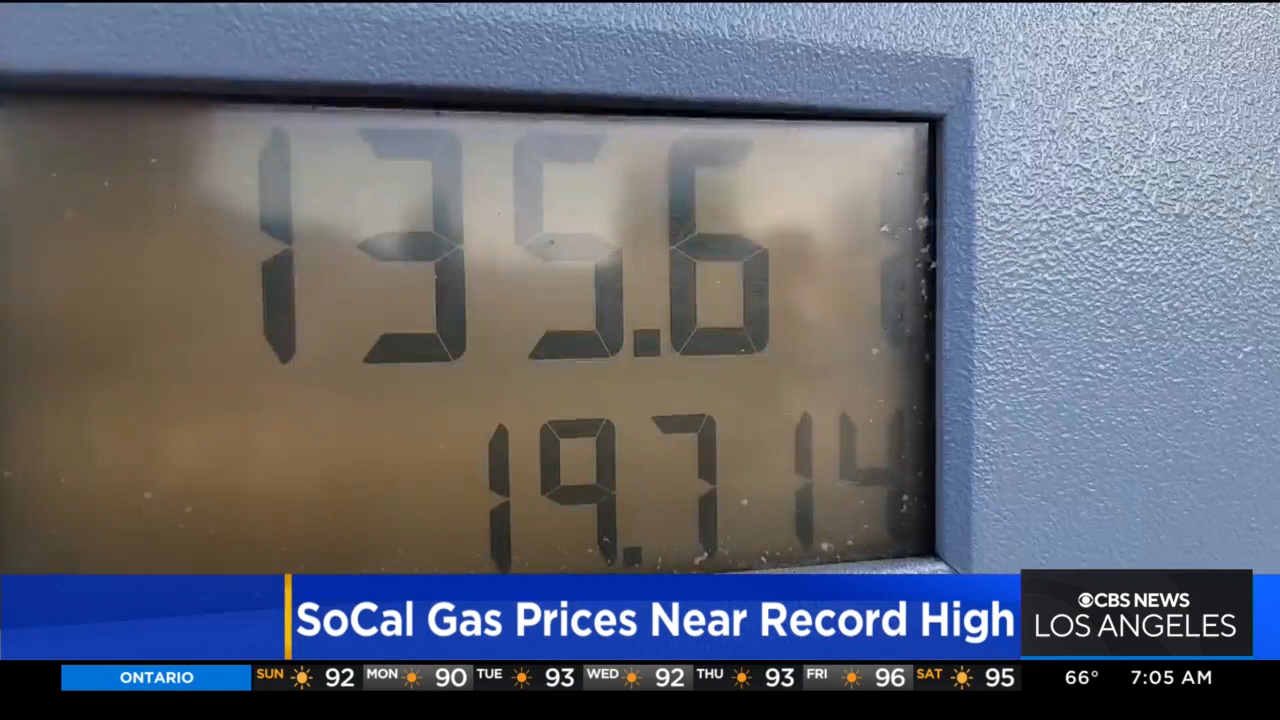 135.61
19.714
SoCal Gas Prices Near Record High
CBS NEWS
LOS ANGELES
ONTARIO SUN 92 MON 90 TUE 93 WED 92 THU 93 FRI 96 SAT 95 66° 7:05 AM